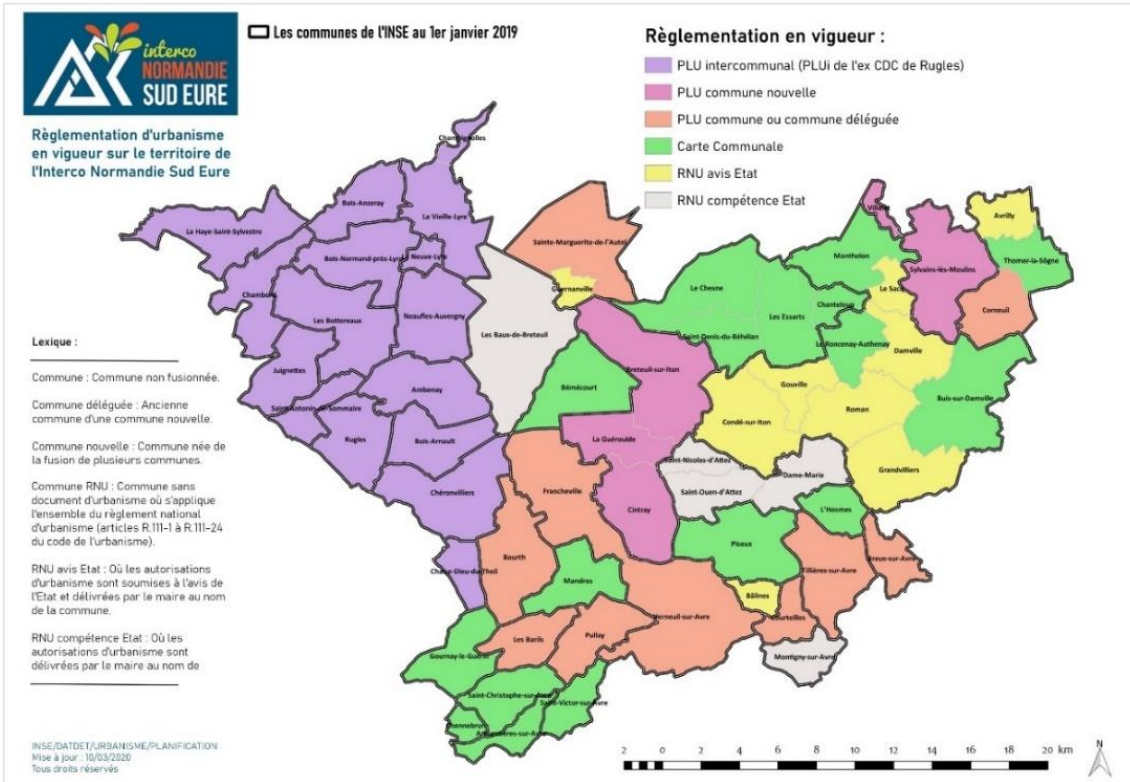 interco
NORMANDIE
SUD EURE
Règlementation d'urbanisme
en vigueur sur le territoire de
l'Interco Normandie Sud Eure
Les communes de l'INSE au 1er janvier 2019
Règlementation en vigueur :
PLU intercommunal (PLUi de l'ex CDC de Rugles)
PLU commune nouvelle
PLU commune ou commune déléguée
Carte Communale
RNU avis Etat
RNU compétence Etat
Champignolles
Bois-Anzeray
La Vieille-Lyre
La Haye-Saint-Sylvestre
Bois-Normand-près-Lyre
Neuve-Lyre
Sainte-Marguerite-de-l'Autel
Avrilly
Manthelon
Sylvains-lès-Moulins
Thomer-la-Sôgne
Guernanville
Le Chesne
Le Sacq
Chambord
Les Bottereaux
Neaufles-Auvergny
Les Baux-de-Breteuil
Les Essarts
Chanteloup
Corneuil
Saint-Denis-du-Béhélan
Le Roncenay-Authenay
Damville
Juignettes
Ambenay
Bémécourt
Breteuil-sur-Iton
Gouville
Roman
Buis-sur-Damville
Saint-Antonin-de-Sommaire
Condé-sur-Iton
Rugles
Bois-Arnault
La Guéroulde
Saint-Nicolas-d'Attez
Dame-Marie
Grandvilliers
Chéronvilliers
Francheville
Saint-Ouen-d'Attez
Cintray
L'Hosmes
Piseux
Bourth
Chaise-Dieu-du-Theil
Mandres
Tillières-sur-Avre
Breux-sur-Avre
Bâlines
Verneuil-sur-Avre
Courteilles
Les Barils
Pullay
Gournay-le-Guérin
Montigny-sur-Avre
Saint-Christophe-sur-Avre
Saint-Victor-sur-Avre
Chennebrun
Armentières-sur-Avre
Lexique :
Commune : Commune non fusionnée.
Commune déléguée : Ancienne
commune d'une commune nouvelle.
Commune nouvelle : Commune née de
la fusion de plusieurs communes.
Commune RNU : Commune sans
document d'urbanisme où s'applique
l'ensemble du règlement national
d'urbanisme (articles R.111-1 à R.111-24
du code de l'urbanisme).
RNU avis Etat : Où les autorisations
d'urbanisme sont soumises à l'avis de
l'Etat et délivrées par le maire au nom
de la commune.
RNU compétence Etat : Où les
autorisations d'urbanisme sont
délivrées par le maire au nom de
INSE/DATDET/URBANISME/PLANIFICATION
Mise à jour : 10/03/2020
Tous droits réservés
2 0 2 4 6 8 10 12 14 16 18 20 km
N